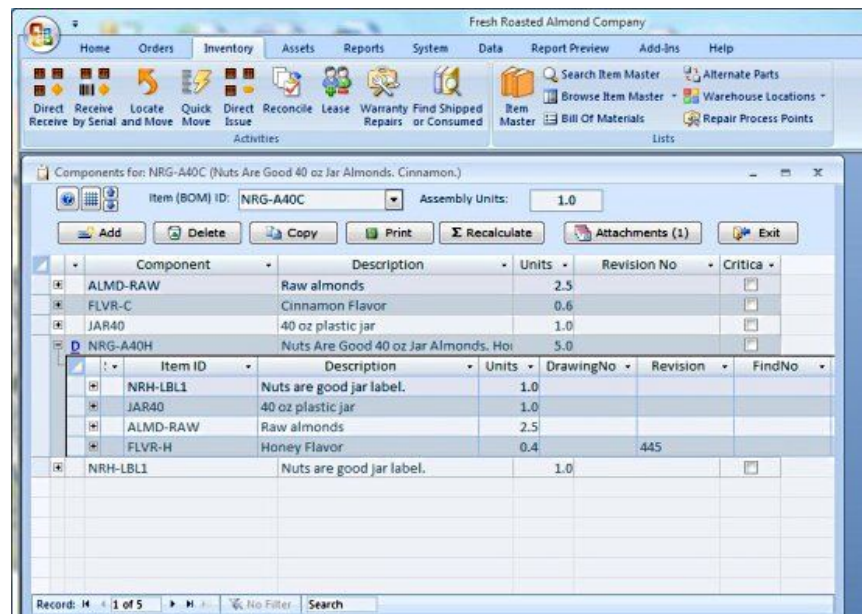 Fresh Roasted Almond Company
Home Orders Inventory Assets Reports System Data Report Preview Add-Ins Help
Direct Receive
Receive by Serial
Locate and Move
Quick Move
Direct Issue
Reconcile
Lease
Warranty Repairs
Find Shipped or Consumed
Activities
Item Master
Search Item Master
Browse Item Master
Bill Of Materials
Alternate Parts
Warehouse Locations
Repair Process Points
Lists
Components for: NRG-A40C (Nuts Are Good 40 oz Jar Almonds. Cinnamon.)
Item (BOM) ID: NRG-A40C Assembly Units: 1.0
Add Delete Copy Print Σ Recalculate Attachments (1) Exit
Component Description Units Revision No Critica
ALMD-RAW Raw almonds 2.5
FLVR-C Cinnamon Flavor 0.6
JAR40 40 oz plastic jar 1.0
D NRG-A40H Nuts Are Good 40 oz Jar Almonds. Hoi 5.0
Item ID Description Units DrawingNo Revision FindNo
NRH-LBL1 Nuts are good jar label. 1.0
JAR40 40 oz plastic jar 1.0
ALMD-RAW Raw almonds 2.5
FLVR-H Honey Flavor 0.4 445
NRH-LBL1 Nuts are good jar label. 1.0
Record: 1 of 5 No Filter Search